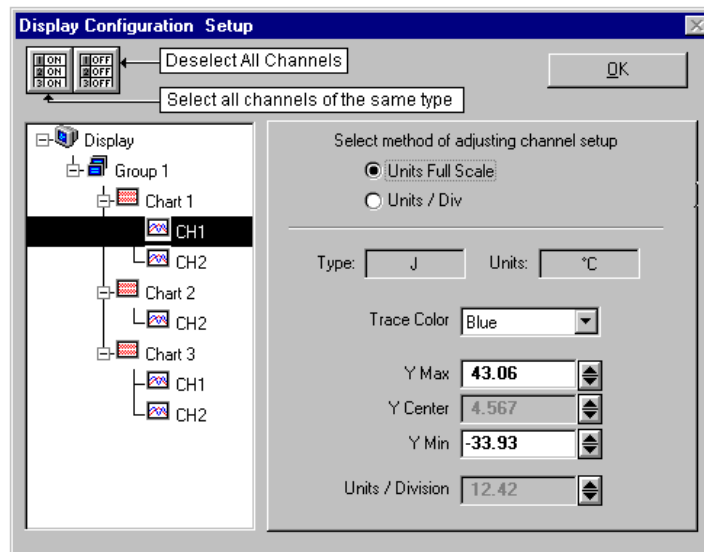 Display Configuration Setup
1 ON
2 ON
3 ON
1 OFF
2 OFF
3 OFF
Deselect All Channels
Select all channels of the same type
OK
Display
Group 1
Chart 1
CH1
CH2
Chart 2
CH2
Chart 3
CH1
CH2
Select method of adjusting channel setup
Units Full Scale
Units / Div
Type: J Units: °C
Trace Color Blue
Y Max 43.06
Y Center 4.567
Y Min -33.93
Units / Division 12.42